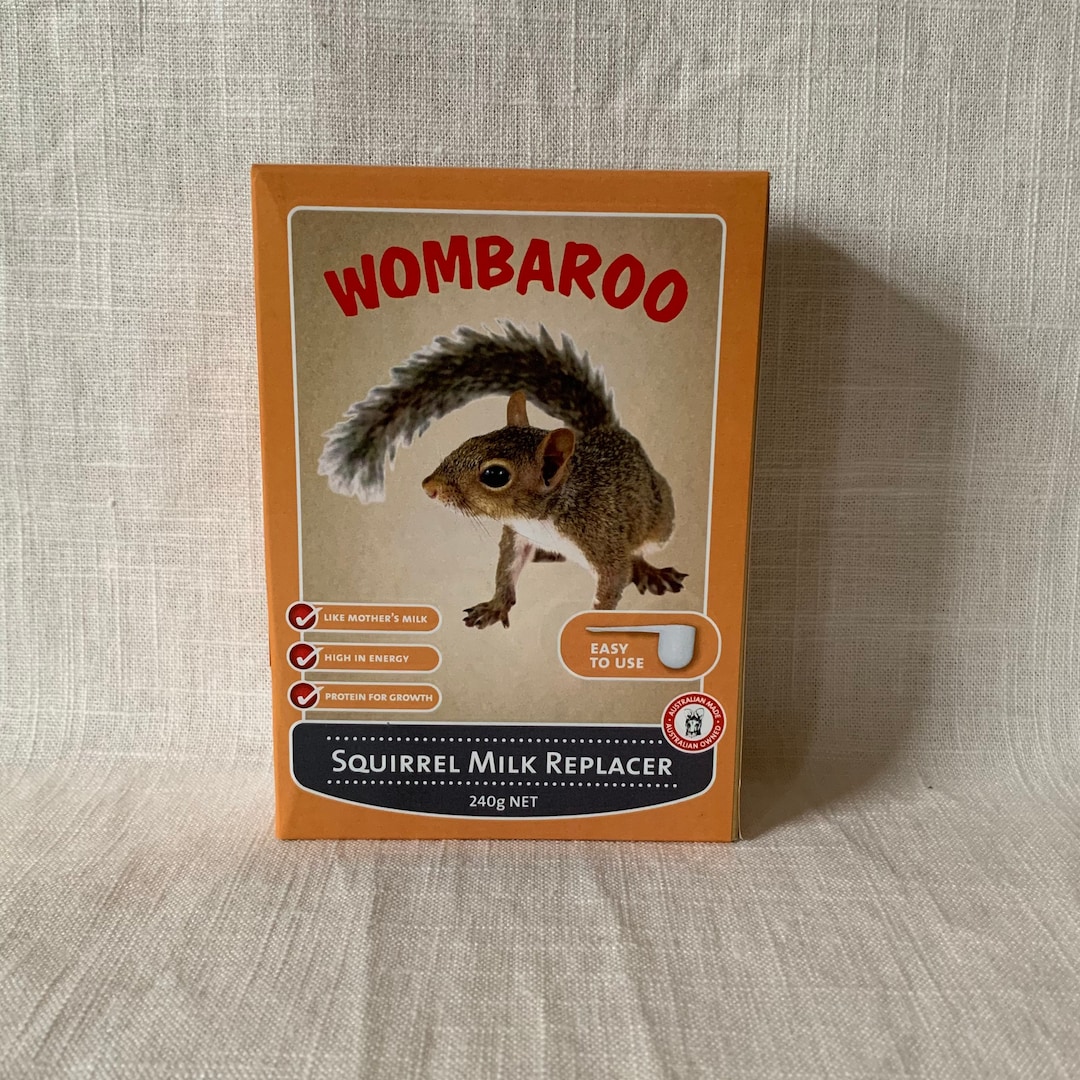 WOMBAROO
LIKE MOTHER'S MILK
HIGH IN ENERGY
PROTEIN FOR GROWTH
EASY
TO USE
AUSTRALIAN MADE
AUSTRALIAN OWNED
SQUIRREL MILK REPLACER
240g NET